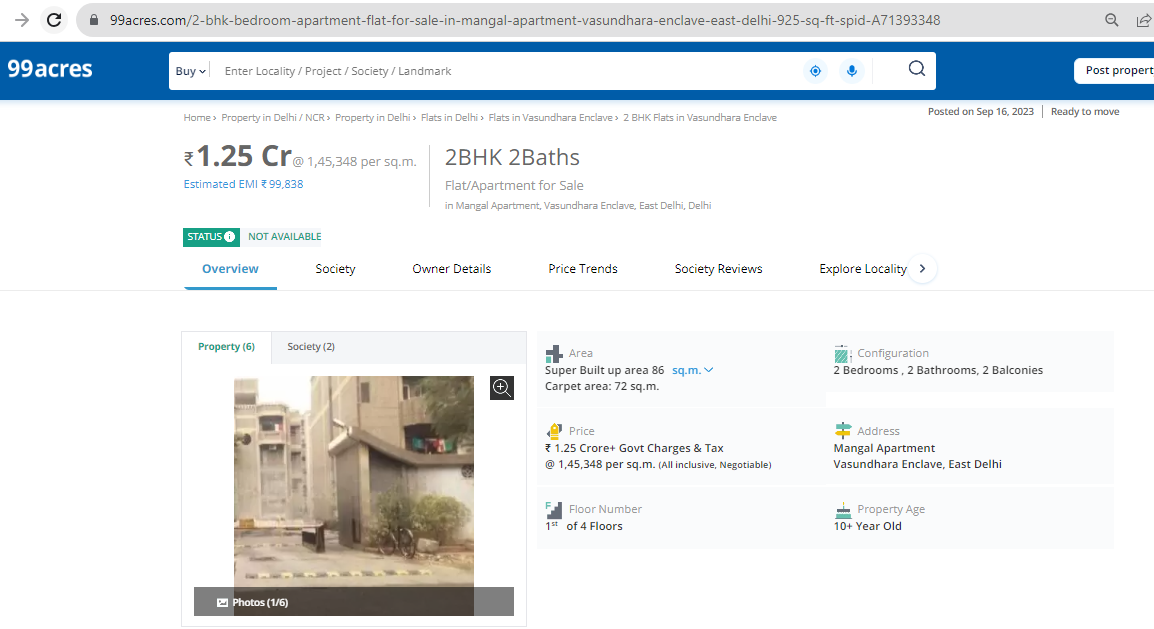 99acres.com/2-bhk-bedroom-apartment-flat-for-sale-in-mangal-apartment-vasundhara-enclave-east-delhi-925-sq-ft-spid-A71393348
99acres
Buy
Enter Locality / Project / Society / Landmark
Post propert
Home › Property in Delhi / NCR › Property in Delhi › Flats in Delhi › Flats in Vasundhara Enclave › 2 BHK Flats in Vasundhara Enclave
Posted on Sep 16, 2023 | Ready to move
₹ 1.25 Cr @ 1,45,348 per sq.m.
Estimated EMI ₹ 99,838
2BHK 2Baths
Flat/Apartment for Sale
in Mangal Apartment, Vasundhara Enclave, East Delhi, Delhi
STATUS i NOT AVAILABLE
Overview Society Owner Details Price Trends Society Reviews Explore Locality
Property (6) Society (2)
Photos (1/6)
Area
Super Built up area 86 sq.m.
Carpet area: 72 sq.m.
Configuration
2 Bedrooms , 2 Bathrooms, 2 Balconies
Price
₹ 1.25 Crore+ Govt Charges & Tax
@ 1,45,348 per sq.m. (All inclusive, Negotiable)
Address
Mangal Apartment
Vasundhara Enclave, East Delhi
F
Floor Number
1st of 4 Floors
Property Age
10+ Year Old